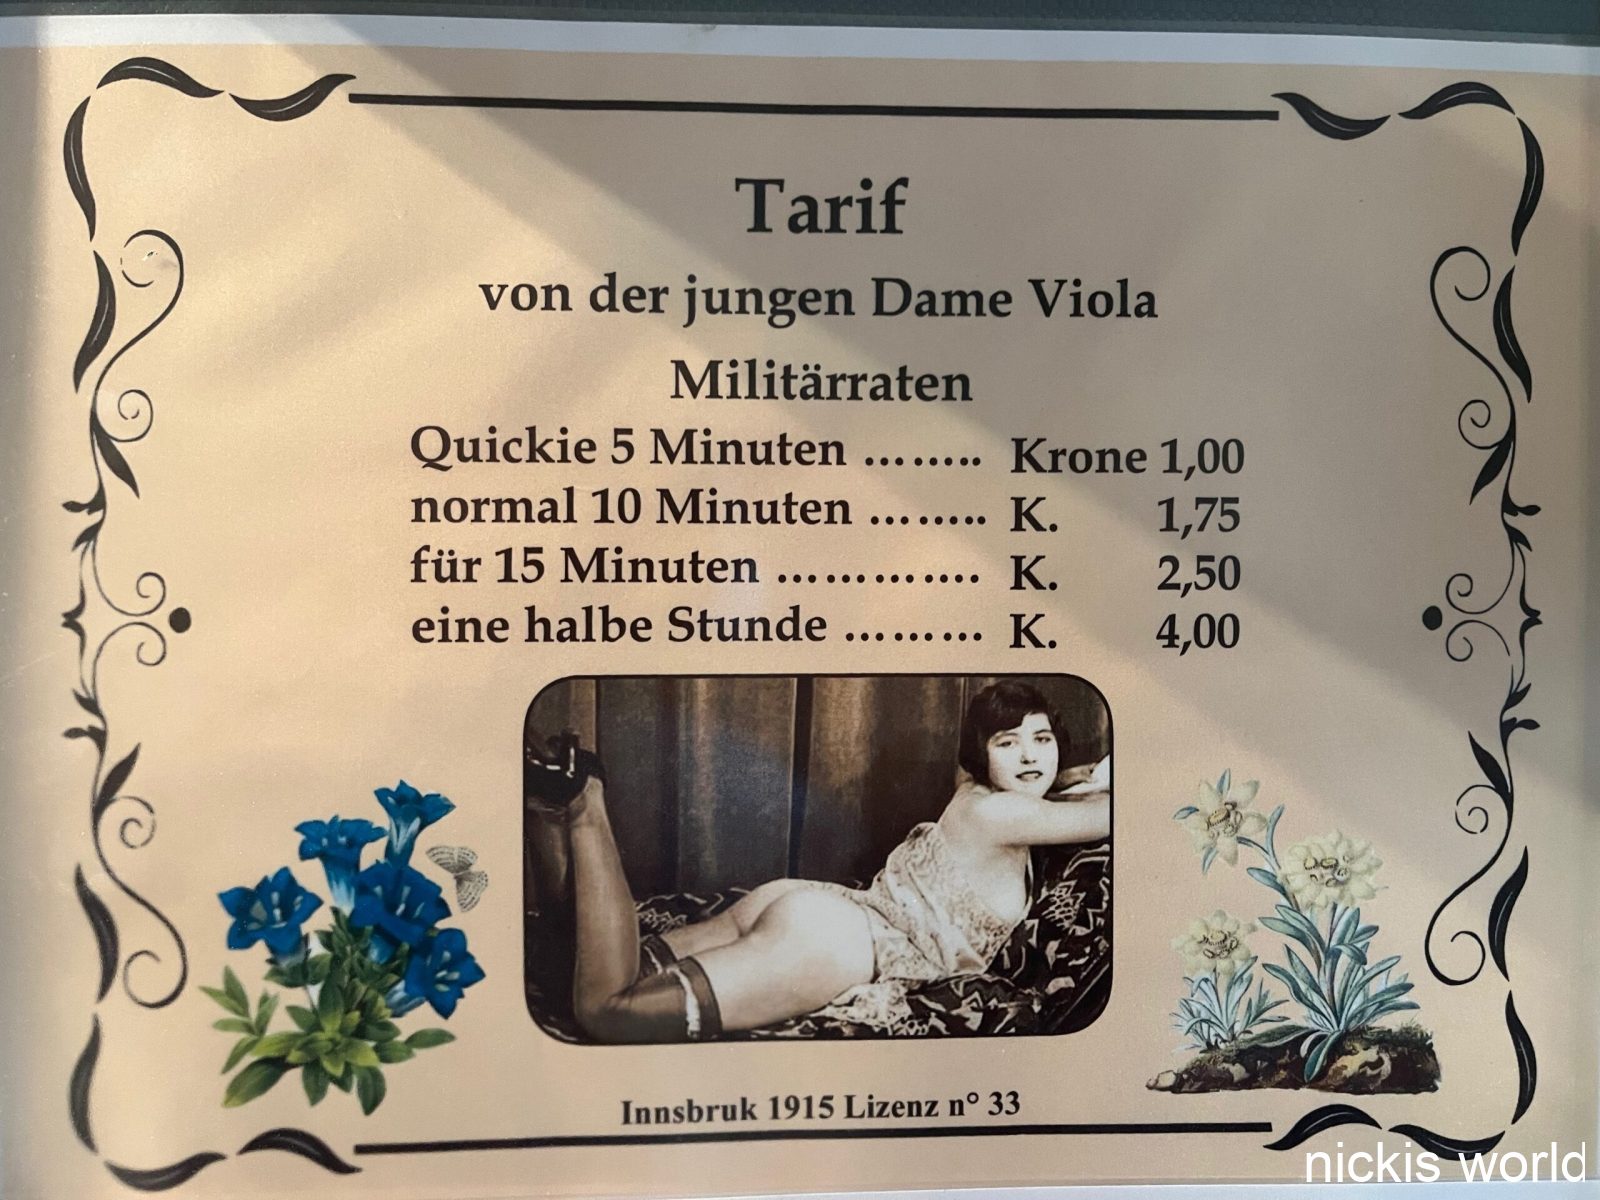 Tarif
von der jungen Dame Viola
Militärraten
Quickie 5 Minuten …….. Krone 1,00
normal 10 Minuten …….. K. 1,75
für 15 Minuten …………. K. 2,50
eine halbe Stunde ……… K. 4,00
Innsbruk 1915 Lizenz n° 33
nickis world